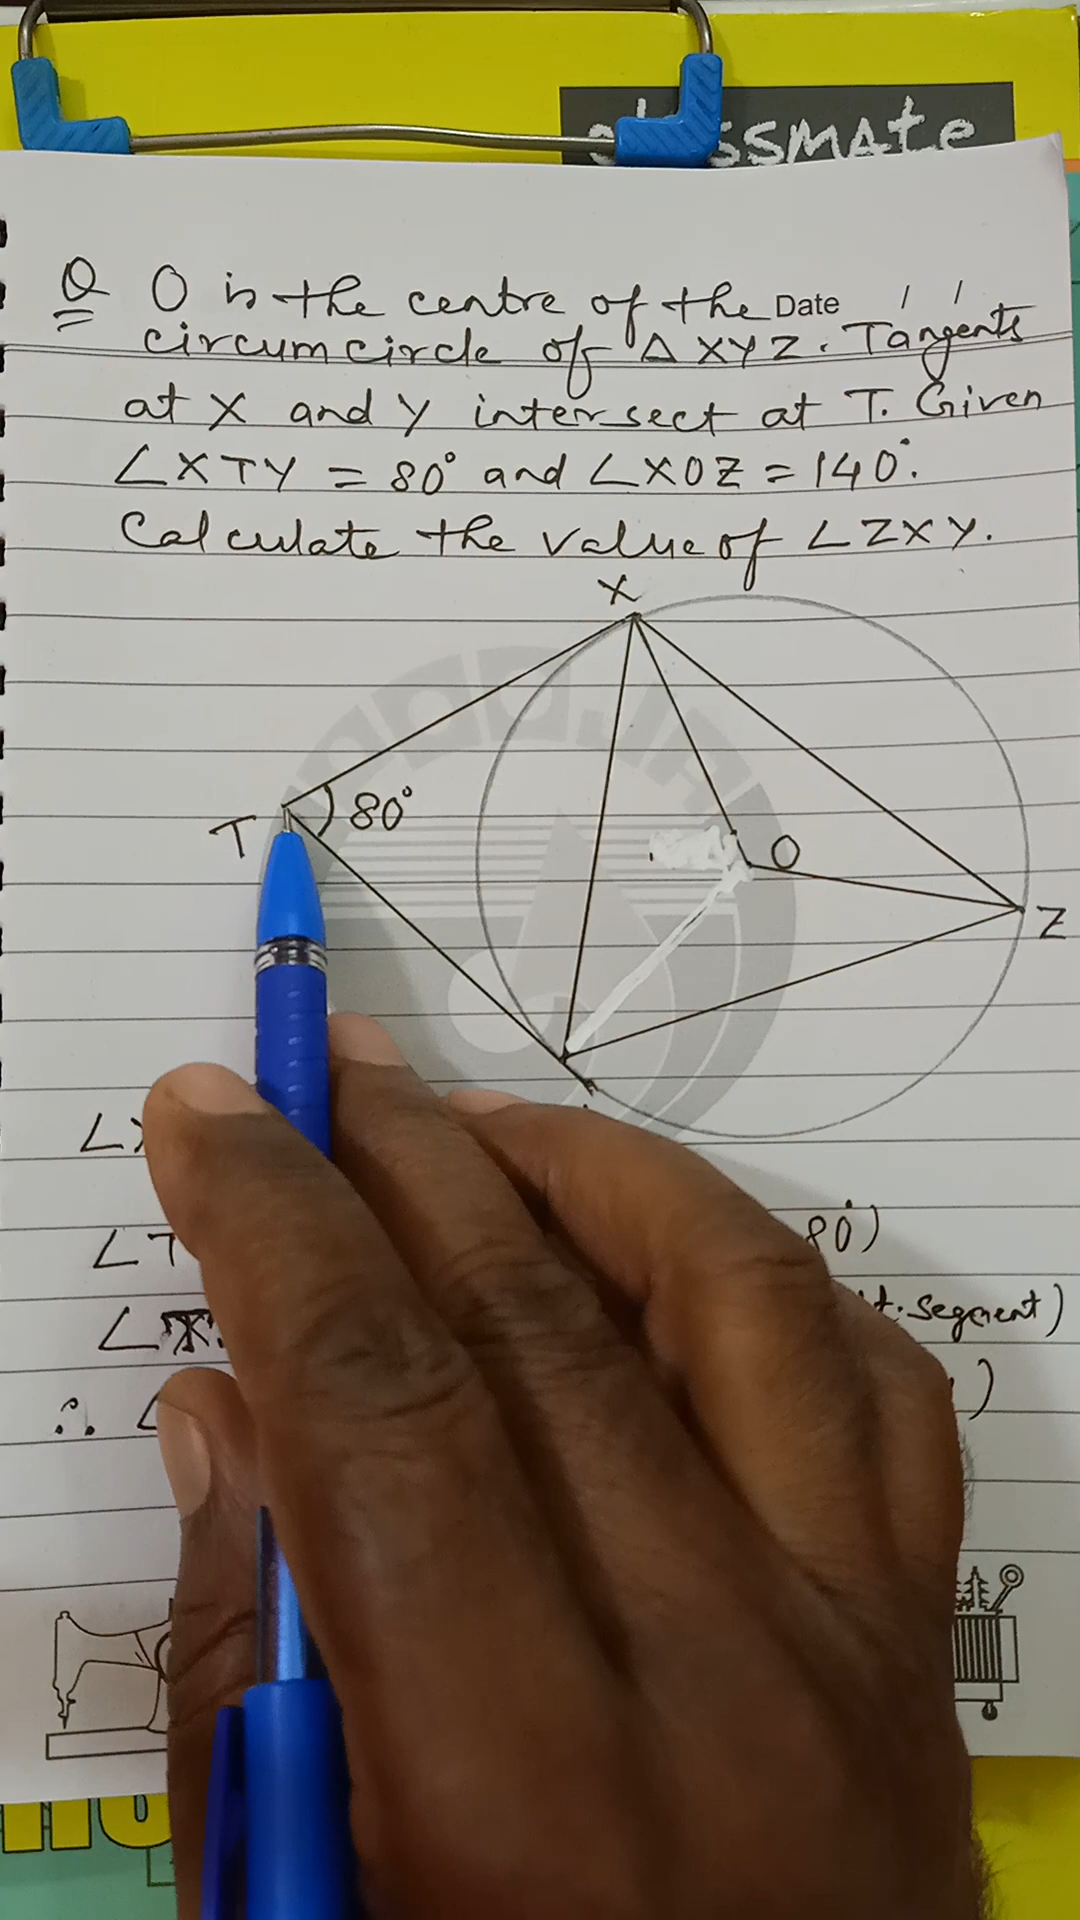 classmate
Q O is the centre of the Date / /
circumcircle of ΔXYZ. Tangents
at X and Y intersect at T. Given
∠XTY = 80° and ∠XOZ = 140°.
Calculate the value of ∠ZXY.
X
T 80° O
Z
∠X
∠T 80°)
∠X segment)
∴ ∠ )